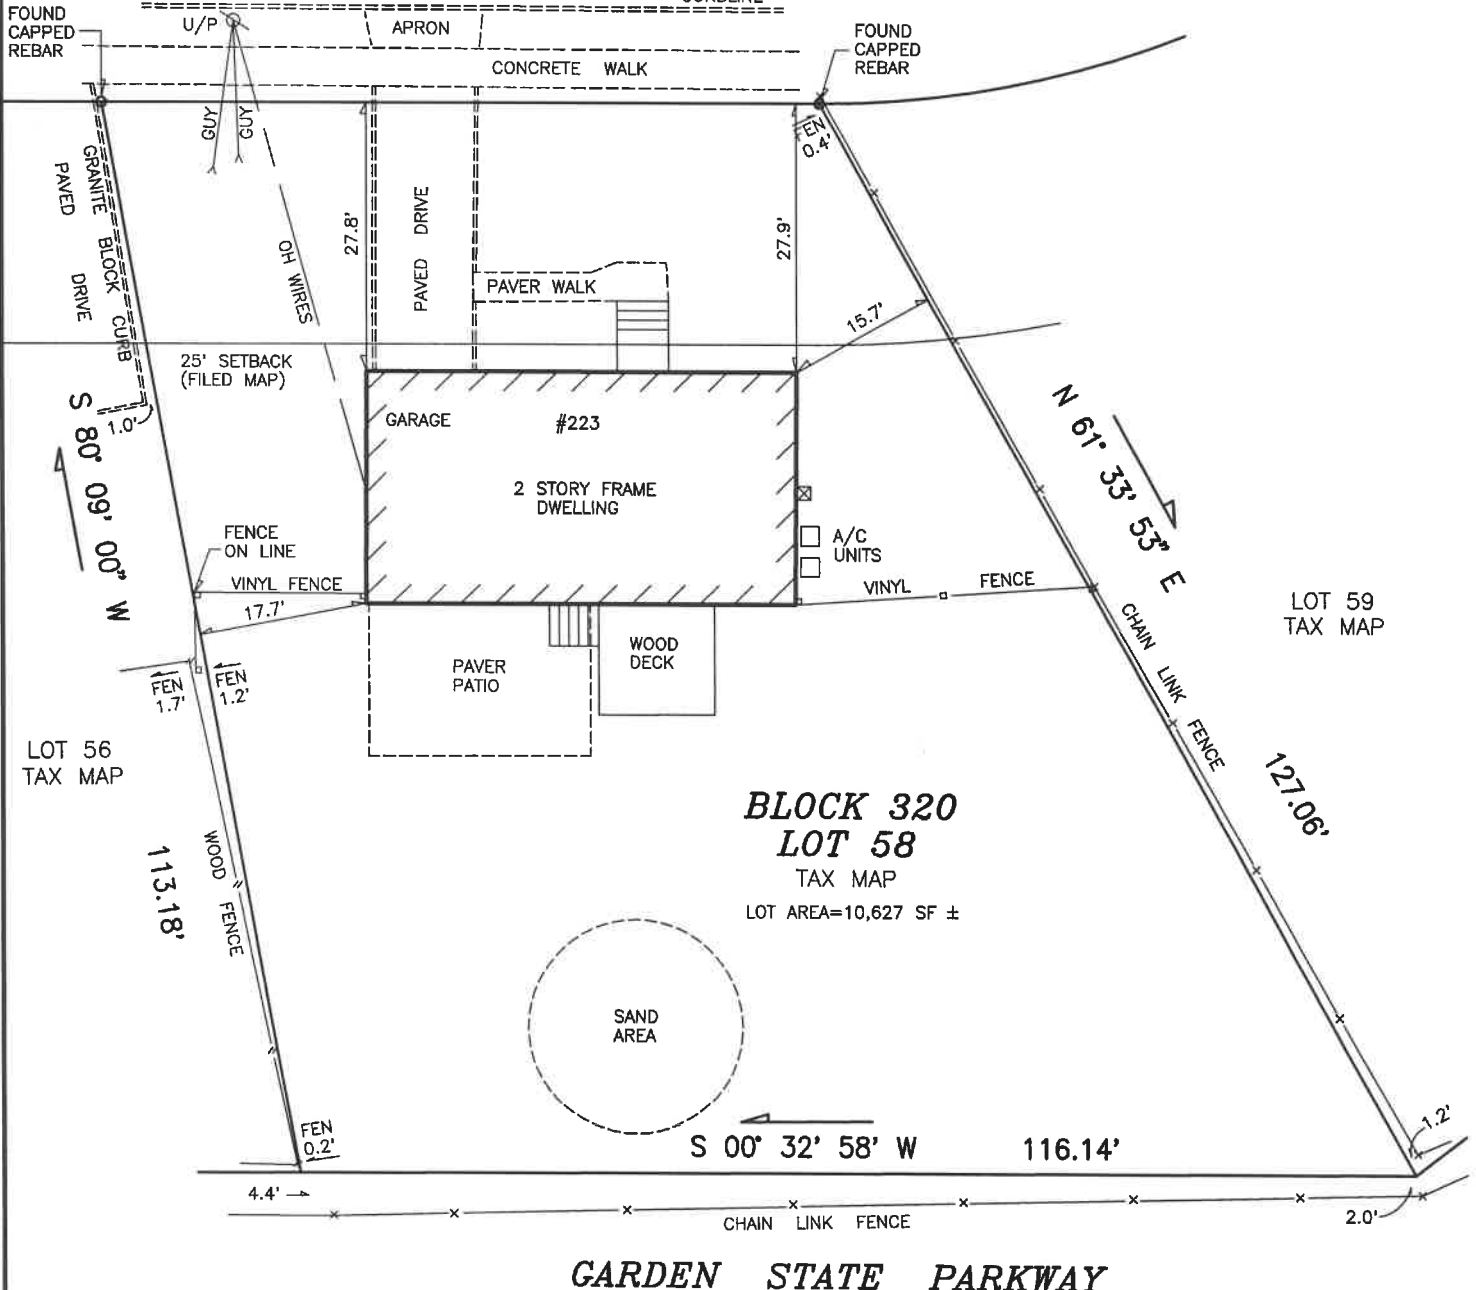 FOUND
CAPPED
REBAR
U/P
APRON
CONCRETE WALK
FOUND
CAPPED
REBAR
GUY
GUY
FEN
0.4'
GRANITE BLOCK CURB
PAVED DRIVE
OH WIRES
27.8'
PAVED DRIVE
PAVER WALK
27.9'
15.7'
25' SETBACK
(FILED MAP)
1.0'
S 80° 09' 00" W
GARAGE
#223
2 STORY FRAME
DWELLING
N 61° 33' 53" E
FENCE
ON LINE
A/C
UNITS
VINYL FENCE
VINYL FENCE
17.7'
LOT 59
TAX MAP
CHAIN LINK FENCE
PAVER
PATIO
WOOD
DECK
FEN
1.7'
FEN
1.2'
LOT 56
TAX MAP
127.06'
BLOCK 320
LOT 58
TAX MAP
LOT AREA=10,627 SF ±
113.18'
WOOD FENCE
SAND
AREA
FEN
0.2'
S 00° 32' 58' W 116.14'
1.2'
4.4'
2.0'
CHAIN LINK FENCE
GARDEN STATE PARKWAY